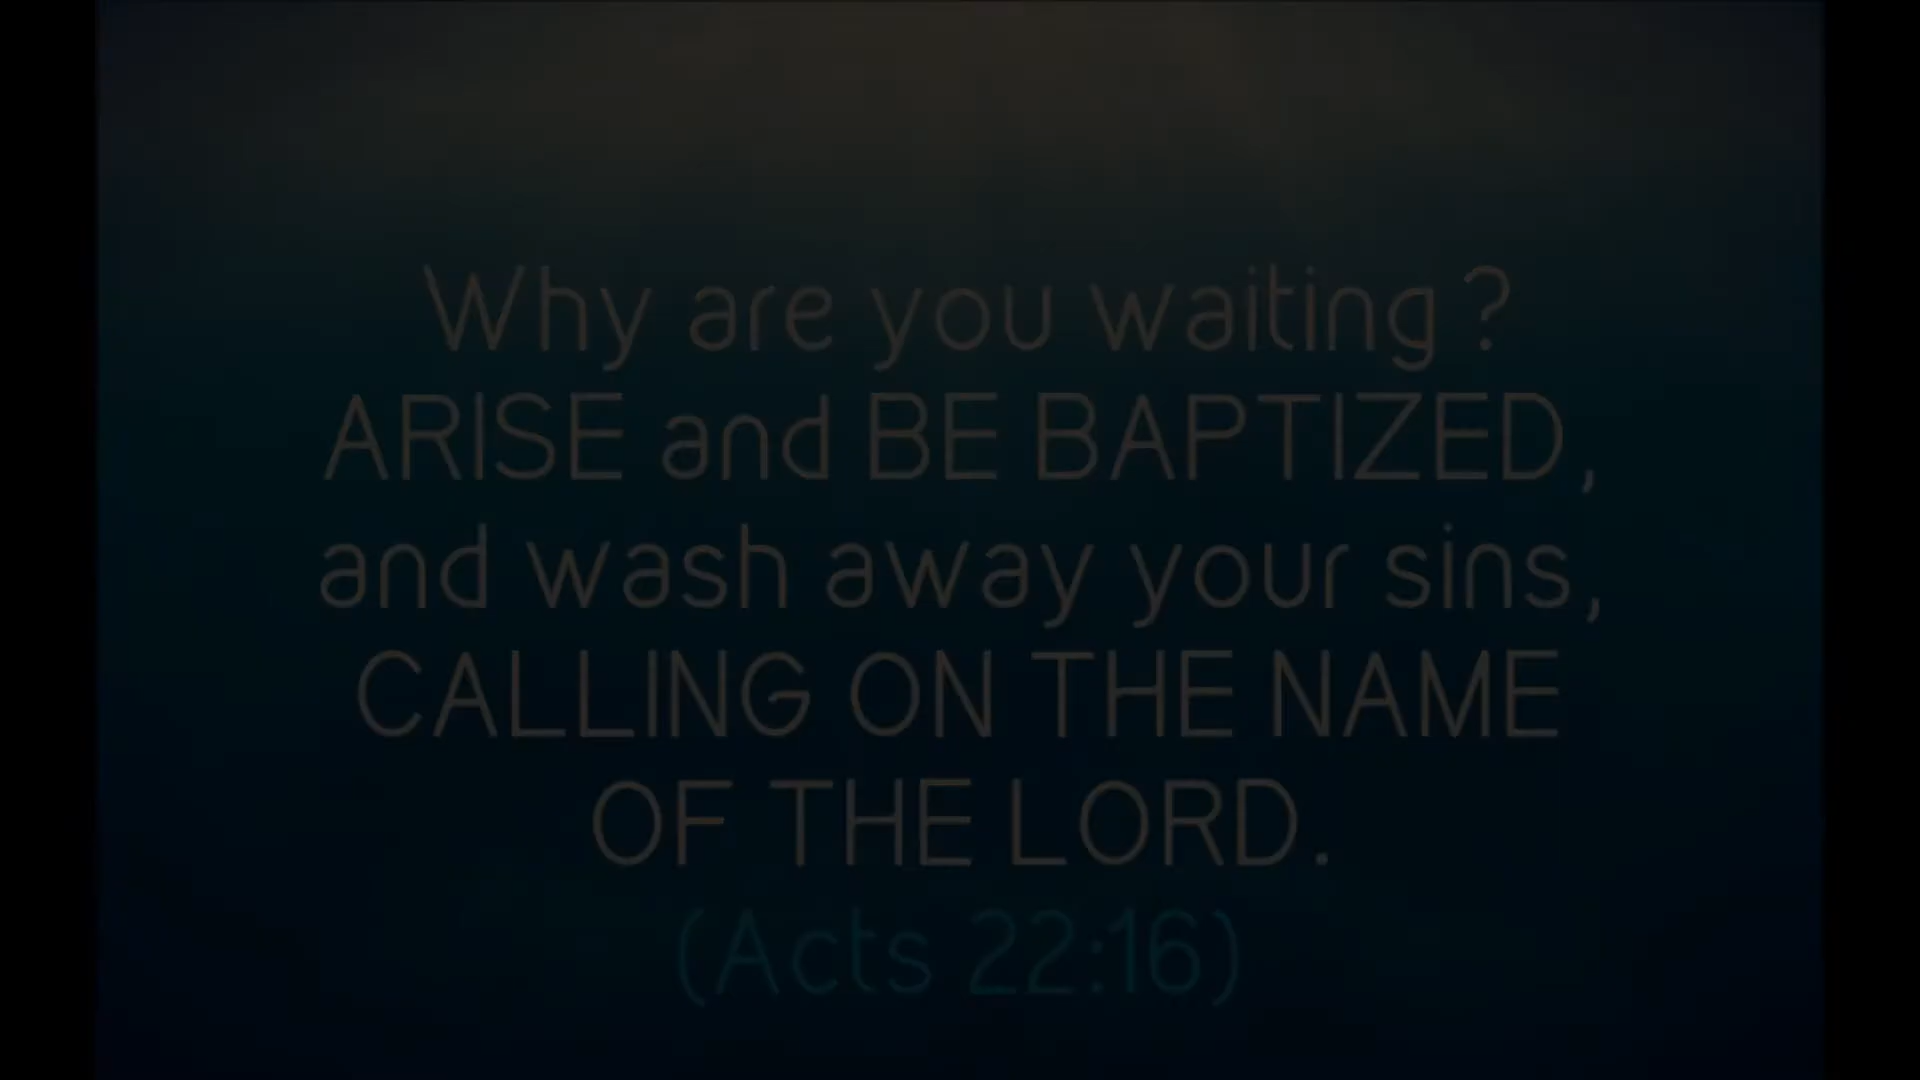 Why are you waiting?
ARISE and BE BAPTIZED,
and wash away your sins,
CALLING ON THE NAME
OF THE LORD.
(Acts 22:16)